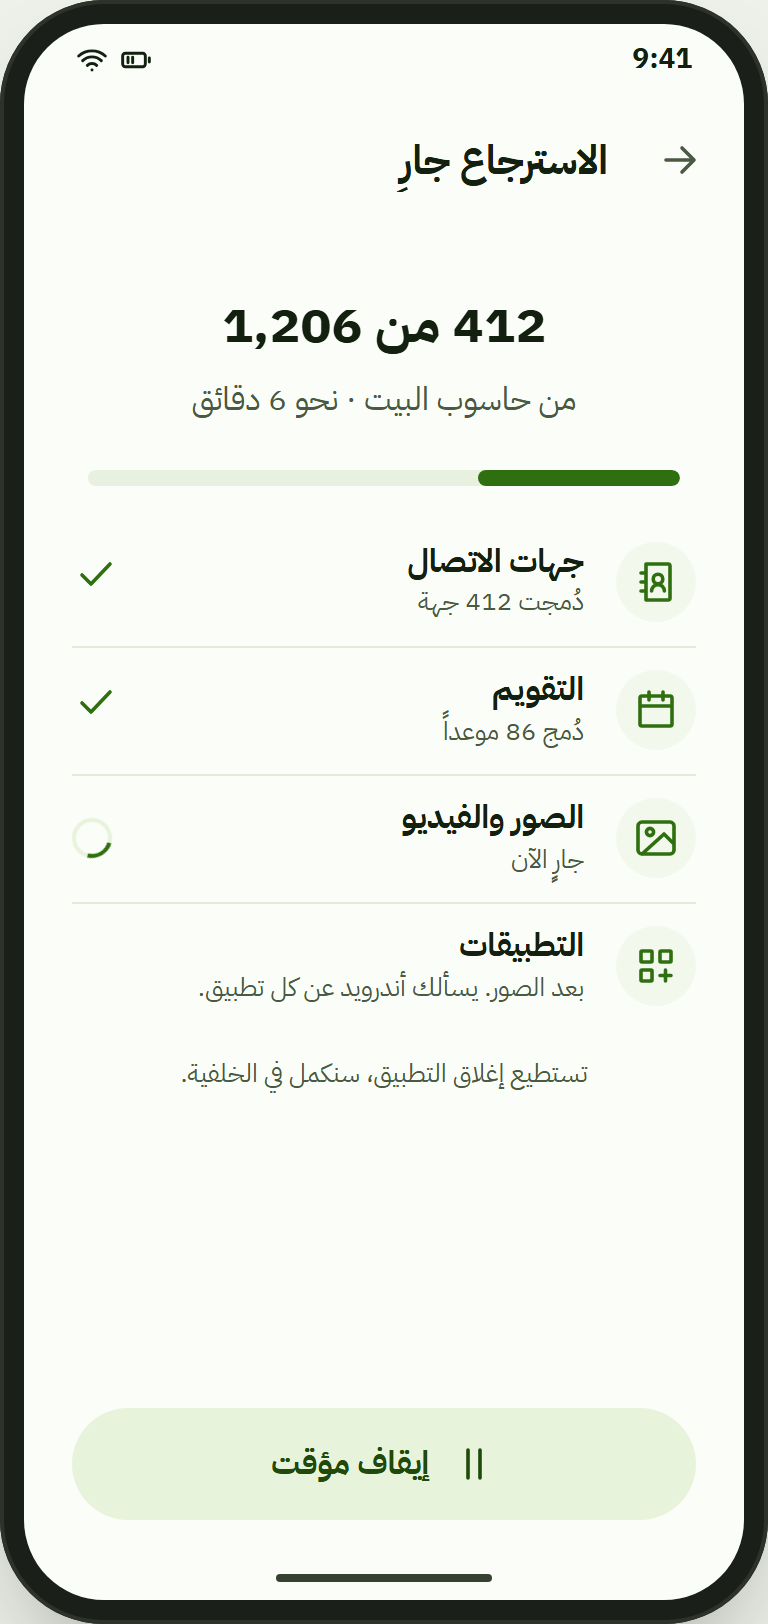 9:41
الاسترجاع جارِ
412 من 1,206
من حاسوب البيت · نحو 6 دقائق
جهات الاتصال
دُمجت 412 جهة
التقويم
دُمج 86 موعداً
الصور والفيديو
جارٍ الآن
التطبيقات
بعد الصور. يسألك أندرويد عن كل تطبيق.
تستطيع إغلاق التطبيق، سنكمل في الخلفية.
إيقاف مؤقت